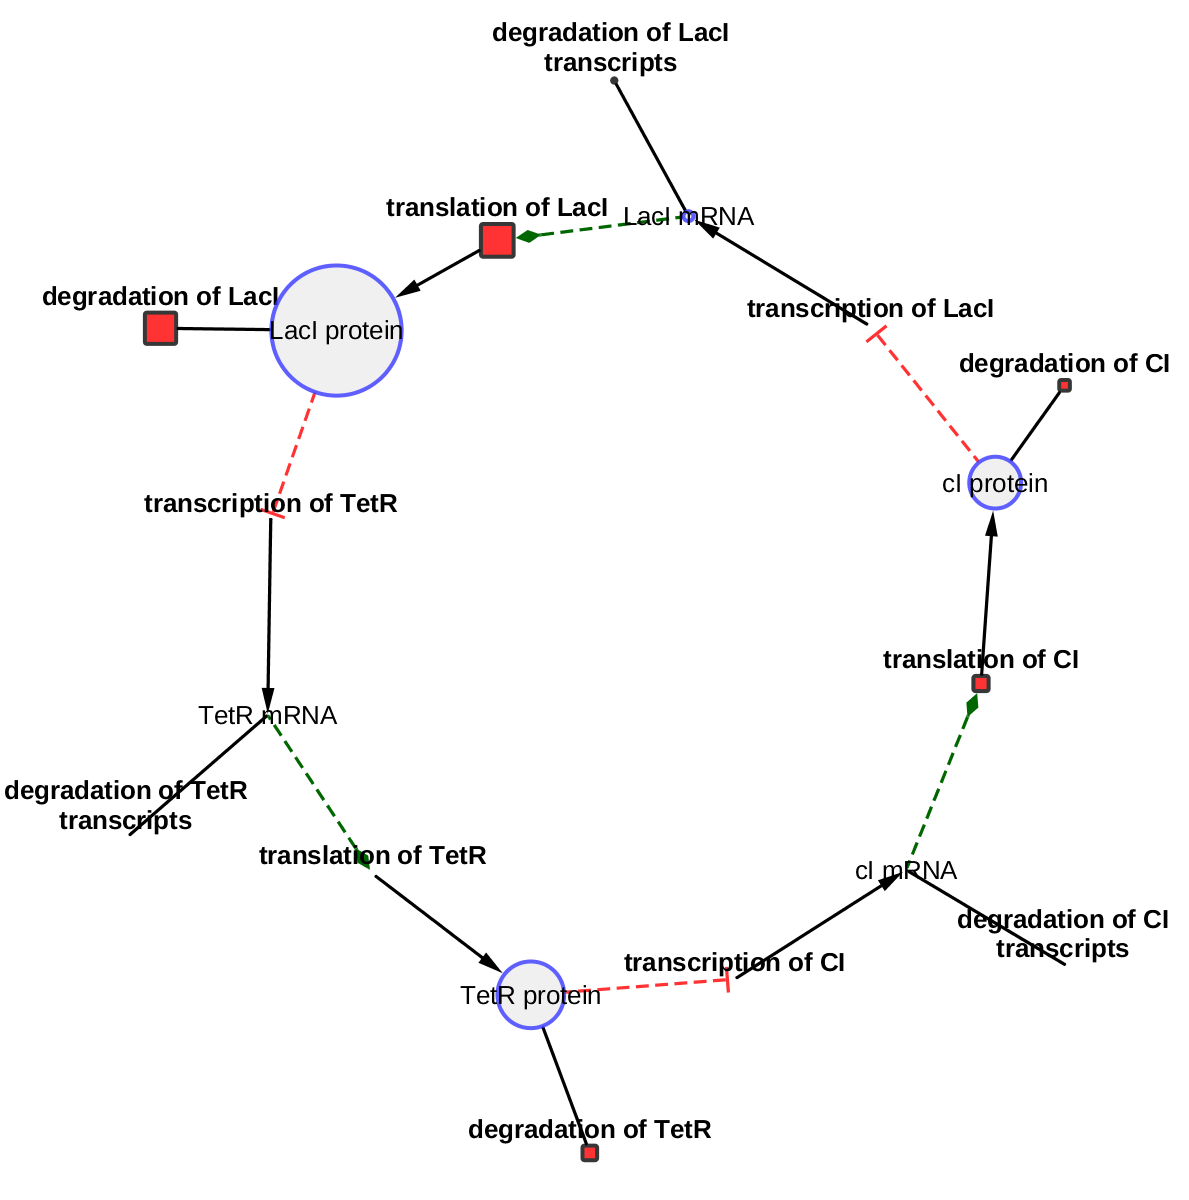 degradation of LacI
transcripts
translation of LacI
LacI mRNA
degradation of LacI
transcription of LacI
LacI protein
degradation of CI
cI protein
transcription of TetR
translation of CI
TetR mRNA
degradation of TetR
transcripts
translation of TetR
cI mRNA
degradation of CI
transcripts
transcription of CI
TetR protein
degradation of TetR